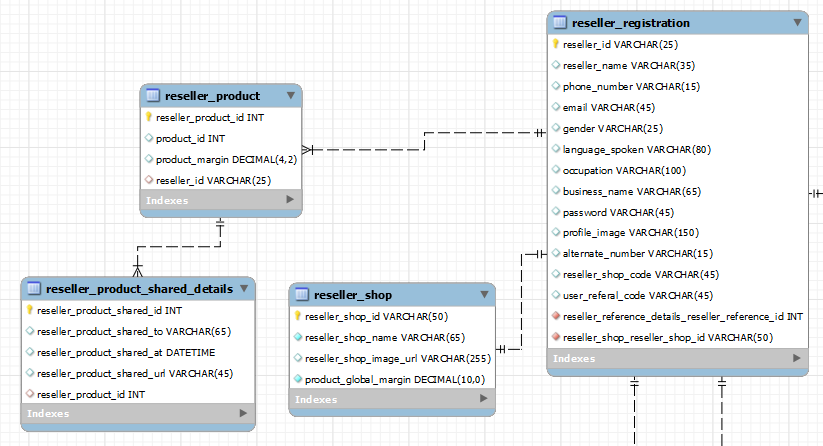 reseller_registration
reseller_id VARCHAR(25)
reseller_name VARCHAR(35)
phone_number VARCHAR(15)
email VARCHAR(45)
gender VARCHAR(25)
language_spoken VARCHAR(80)
occupation VARCHAR(100)
business_name VARCHAR(65)
password VARCHAR(45)
profile_image VARCHAR(150)
alternate_number VARCHAR(15)
reseller_shop_code VARCHAR(45)
user_referal_code VARCHAR(45)
reseller_reference_details_reseller_reference_id INT
reseller_shop_reseller_shop_id VARCHAR(50)
Indexes
reseller_product
reseller_product_id INT
product_id INT
product_margin DECIMAL(4,2)
reseller_id VARCHAR(25)
Indexes
reseller_product_shared_details
reseller_product_shared_id INT
reseller_product_shared_to VARCHAR(65)
reseller_product_shared_at DATETIME
reseller_product_shared_url VARCHAR(45)
reseller_product_id INT
Indexes
reseller_shop
reseller_shop_id VARCHAR(50)
reseller_shop_name VARCHAR(65)
reseller_shop_image_url VARCHAR(255)
product_global_margin DECIMAL(10,0)
Indexes